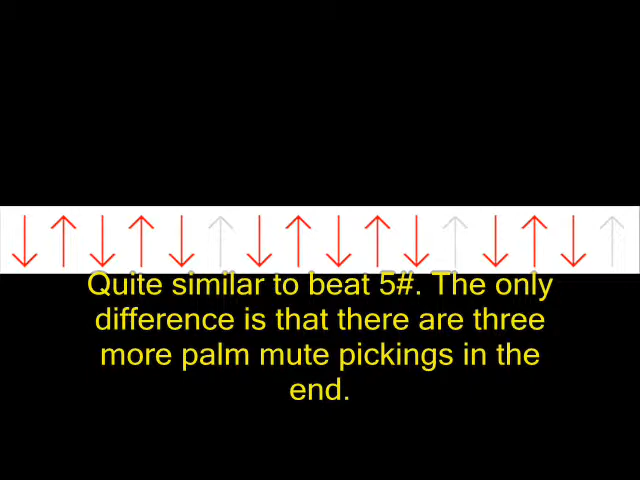 Quite similar to beat 5#. The only
difference is that there are three
more palm mute pickings in the
end.